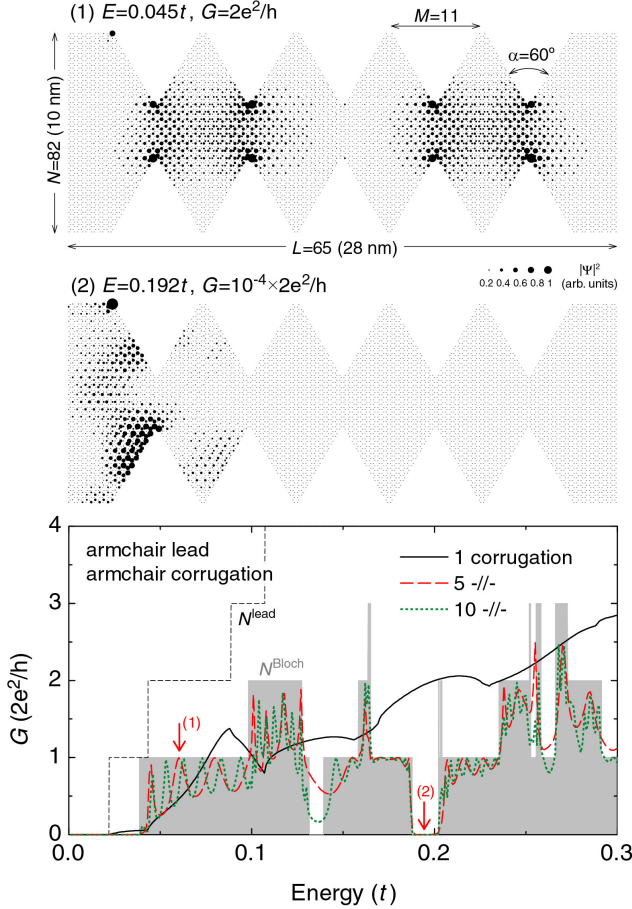 (1) E=0.045t, G=2e²/h
M=11
α=60°
N=82 (10 nm)
L=65 (28 nm)
(2) E=0.192t, G=10⁻⁴×2e²/h
|Ψ|²
0.2 0.4 0.6 0.8 1 (arb. units)
armchair lead
armchair corrugation
1 corrugation
5 -//-
10 -//-
N^lead
N^Bloch
(1)
(2)
G (2e²/h)
4
3
2
1
0
0.0 0.1 0.2 0.3
Energy (t)